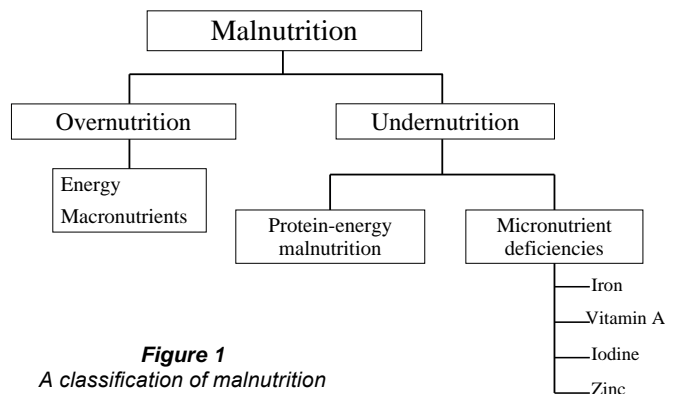 Malnutrition
Overnutrition
Undernutrition
Energy
Macronutrients
Protein-energy
malnutrition
Micronutrient
deficiencies
Iron
Vitamin A
Iodine
Zinc
Figure 1
A classification of malnutrition